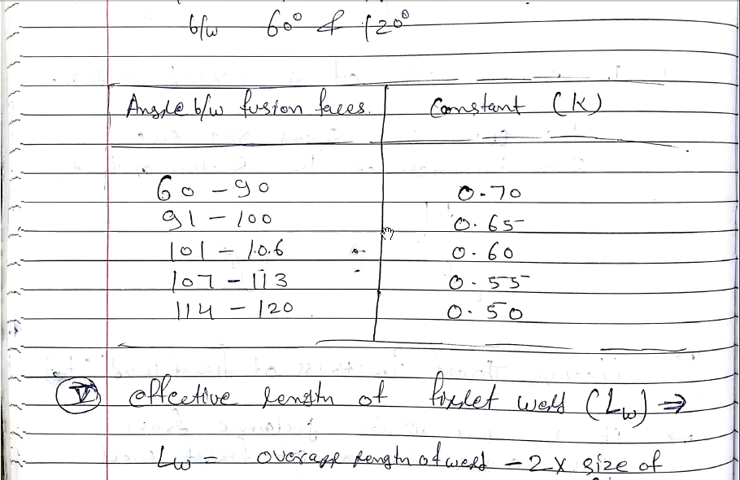 b/w 60° & 120°
Angle b/w fusion faces. Constant (K)
60 - 90 0.70
91 - 100 0.65
101 - 106 0.60
107 - 113 0.55
114 - 120 0.50
V effective length of fillet weld (Lw) ⇒
Lw = overall length of weld - 2 x size of